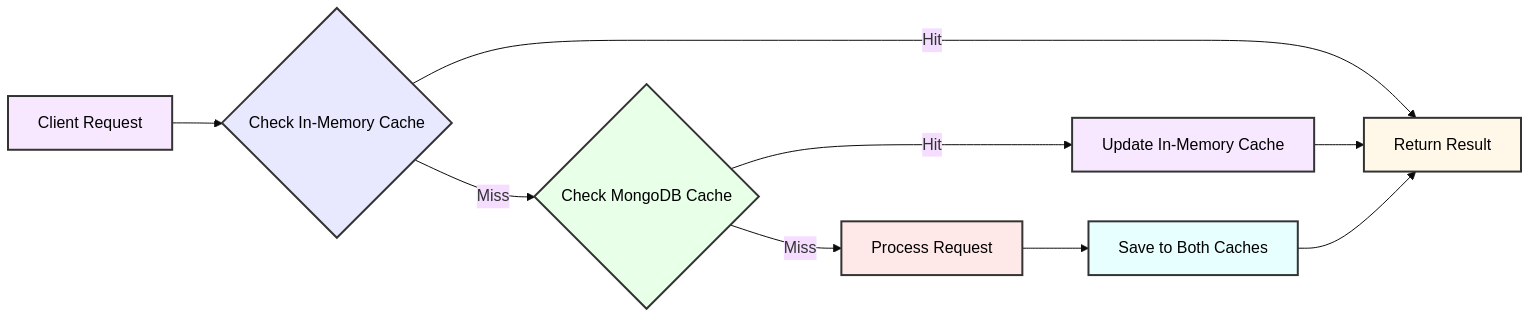 Client Request
Check In-Memory Cache
Hit
Miss
Check MongoDB Cache
Hit
Update In-Memory Cache
Return Result
Miss
Process Request
Save to Both Caches